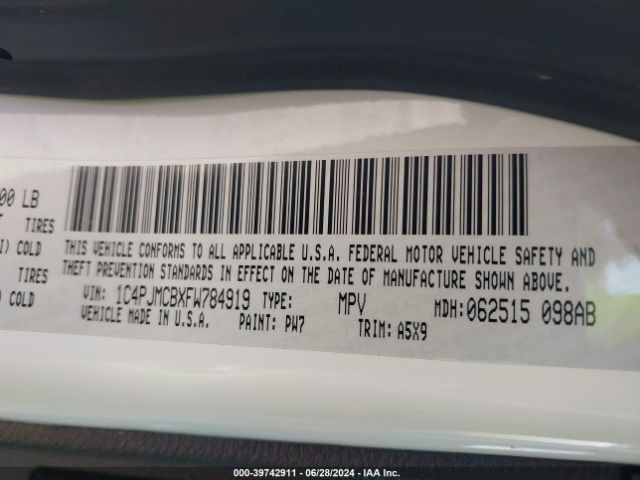 00 LB
TIRES
I) COLD
TIRES
) COLD
THIS VEHICLE CONFORMS TO ALL APPLICABLE U.S.A. FEDERAL MOTOR VEHICLE SAFETY AND
THEFT PREVENTION STANDARDS IN EFFECT ON THE DATE OF MANUFACTURE SHOWN ABOVE.
VIN: 1C4PJMCBXFW784919 TYPE: MPV MDH: 062515 098AB
VEHICLE MADE IN U.S.A. PAINT: PW7 TRIM: A5X9
000-39742911 - 06/28/2024 - IAA Inc.